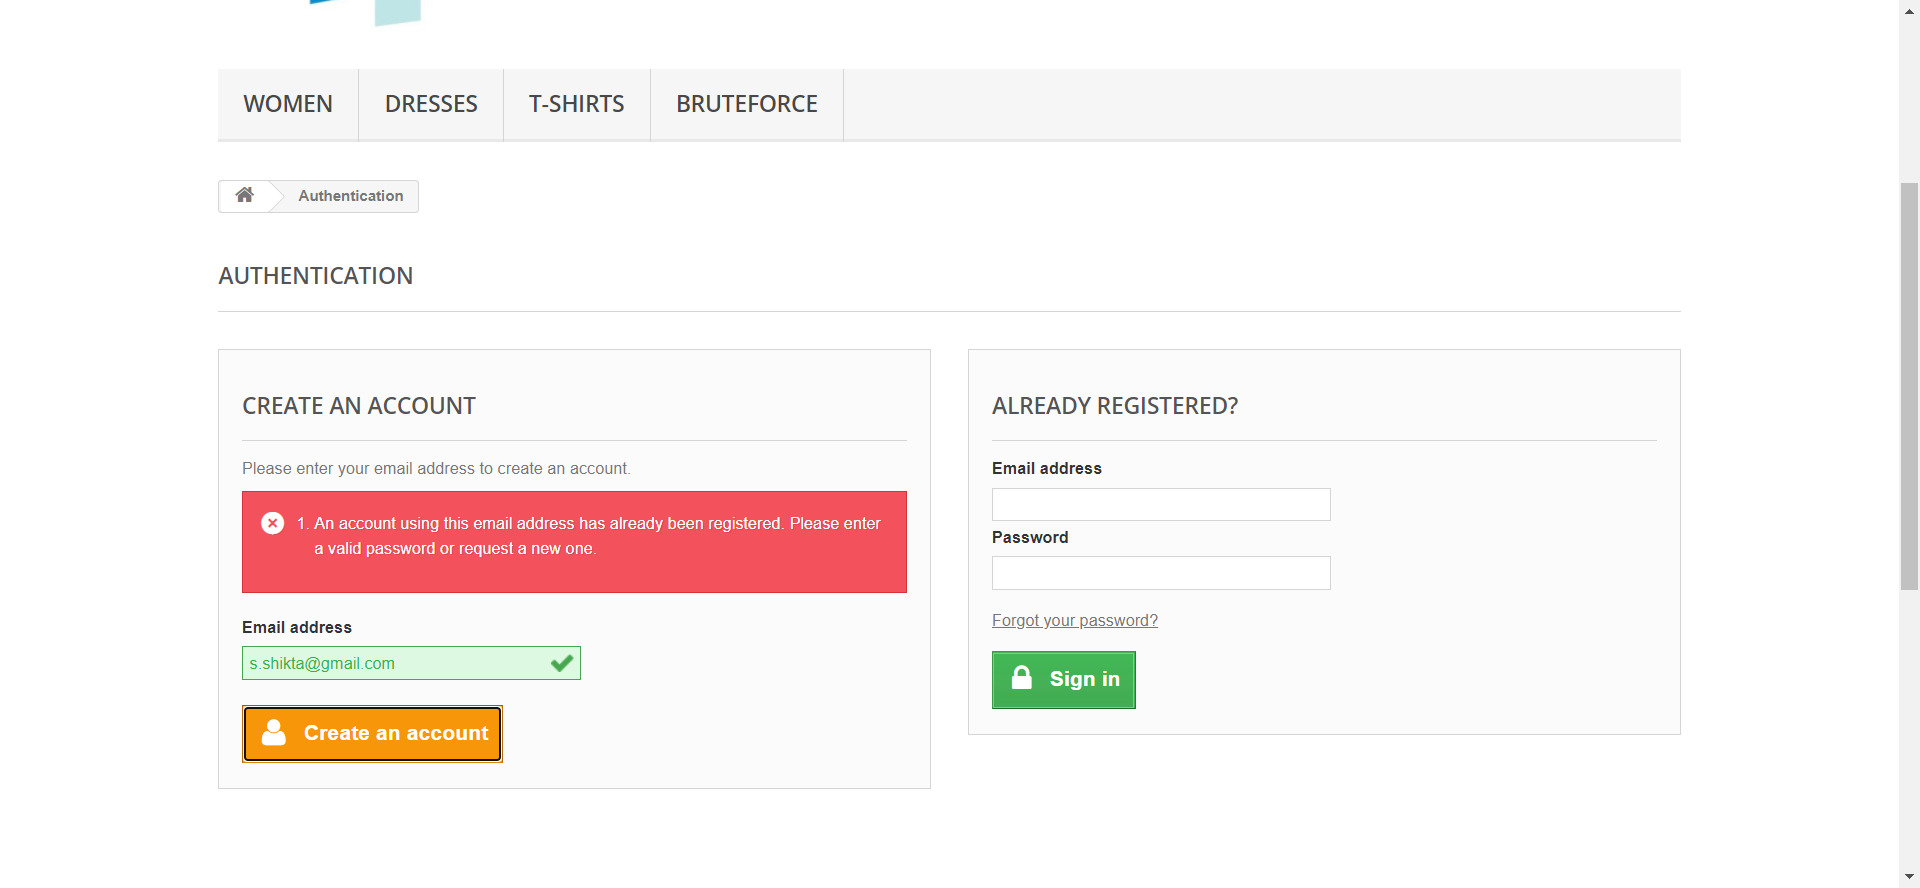 WOMEN DRESSES T-SHIRTS BRUTEFORCE
Authentication
AUTHENTICATION
CREATE AN ACCOUNT
Please enter your email address to create an account.
1. An account using this email address has already been registered. Please enter
a valid password or request a new one.
Email address
s.shikta@gmail.com
Create an account
ALREADY REGISTERED?
Email address
Password
Forgot your password?
Sign in